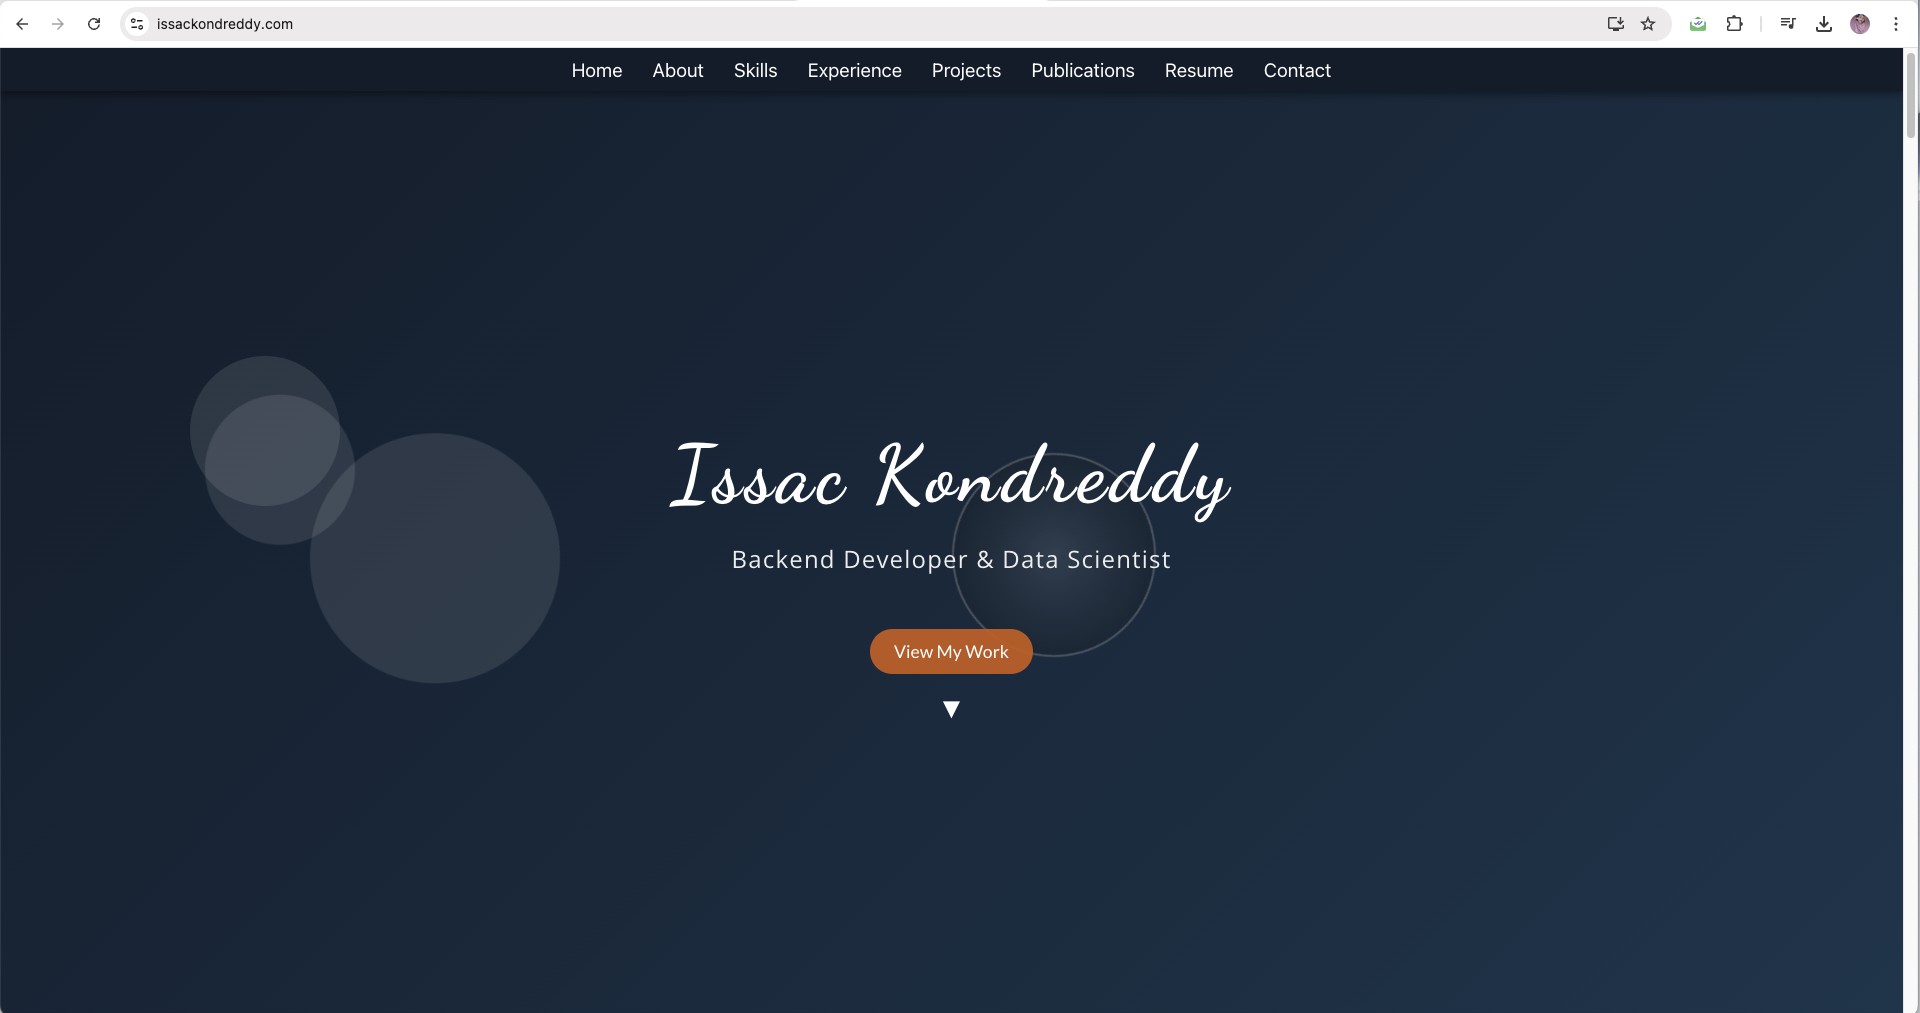 issackondreddy.com
Home About Skills Experience Projects Publications Resume Contact
Issac Kondreddy
Backend Developer & Data Scientist
View My Work